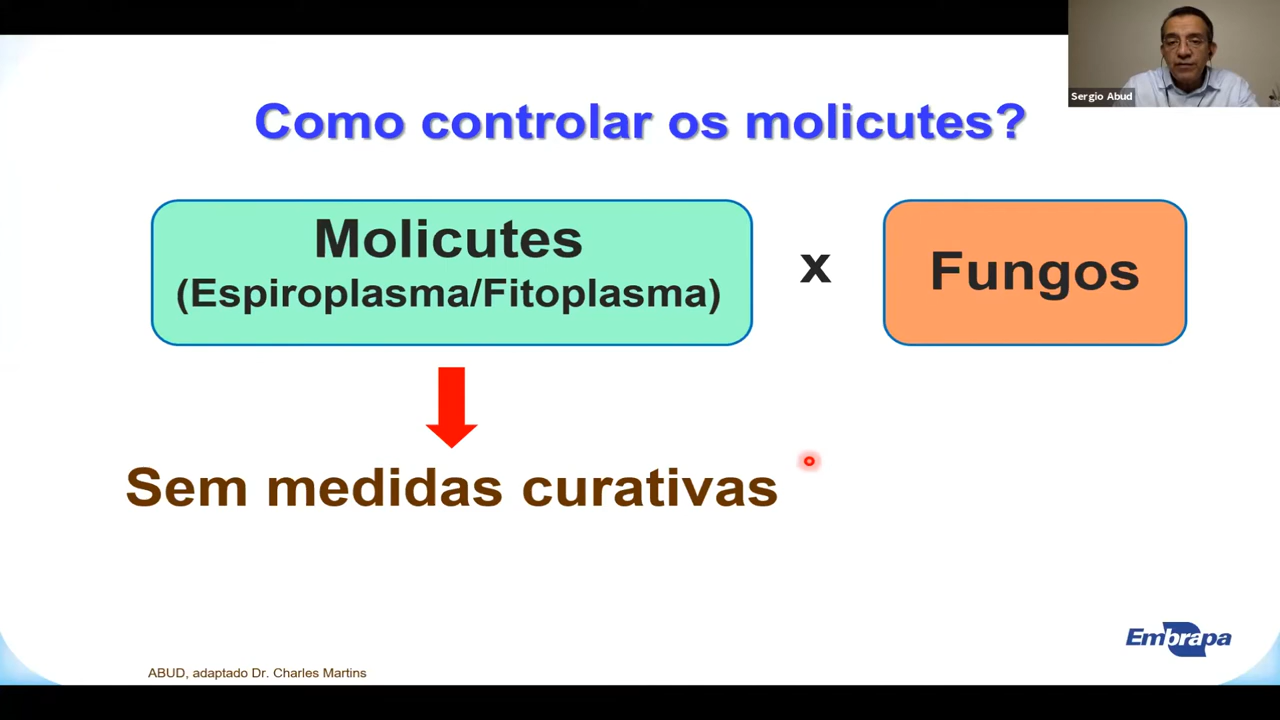 Sergio Abud
Como controlar os molicutes?
Molicutes
(Espiroplasma/Fitoplasma)
x
Fungos
Sem medidas curativas
Embrapa
ABUD, adaptado Dr. Charles Martins